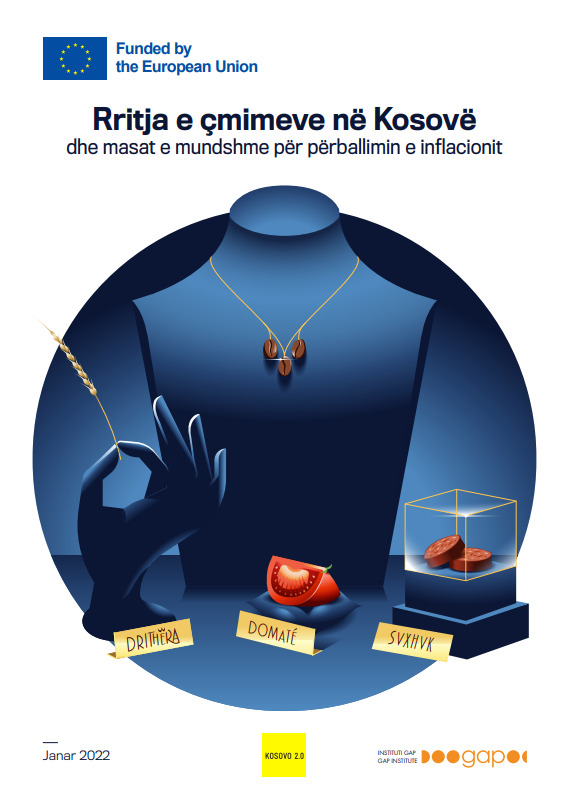 Funded by
the European Union
Rritja e çmimeve në Kosovë
dhe masat e mundshme për përballimin e inflacionit
DRITHËRA
DOMATË
SUXHUK
Janar 2022
KOSOVO 2.0
INSTITUTI GAP
GAP INSTITUTE
gap